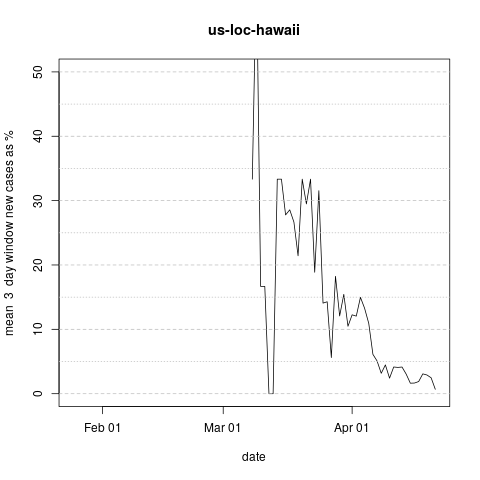 us-loc-hawaii
mean  3  day window new cases as %
50
40
30
20
10
0
Feb 01
Mar 01
Apr 01
date